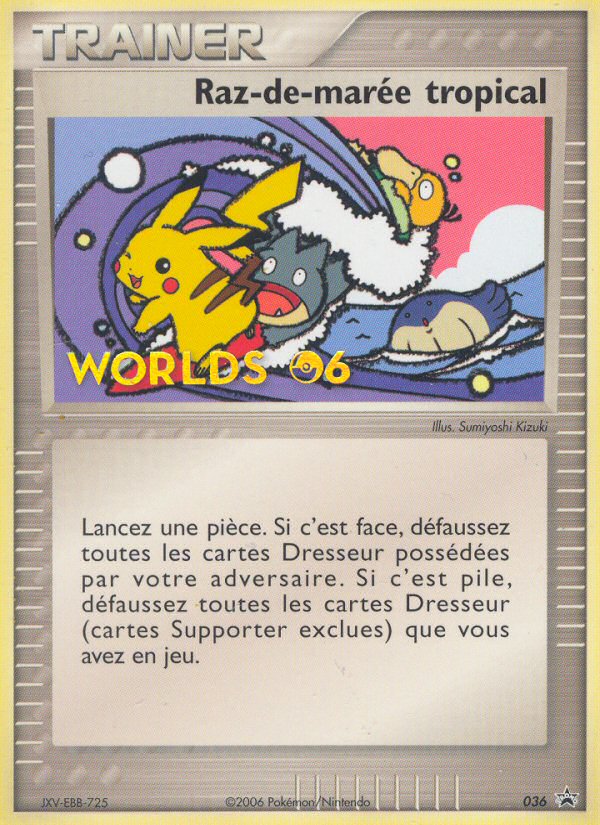 TRAINER
Raz-de-marée tropical
WORLDS 06
Illus. Sumiyoshi Kizuki
Lancez une pièce. Si c'est face, défaussez
toutes les cartes Dresseur possédées
par votre adversaire. Si c'est pile,
défaussez toutes les cartes Dresseur
(cartes Supporter exclues) que vous
avez en jeu.
JXV-EBB-725
©2006 Pokémon/Nintendo
036